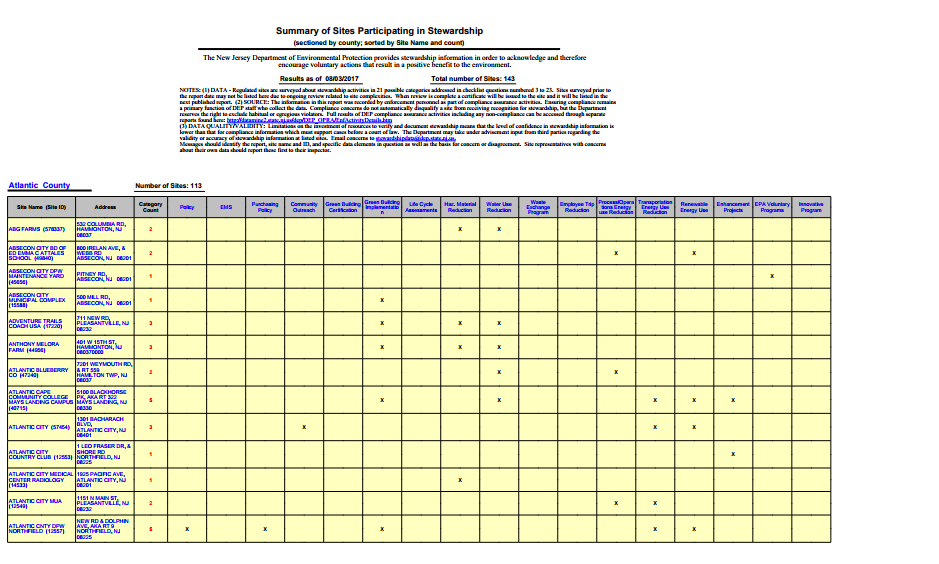 Summary of Sites Participating in Stewardship
(sectioned by county; sorted by Site Name and count)
The New Jersey Department of Environmental Protection provides stewardship information in order to acknowledge and therefore
encourage voluntary actions that result in a positive benefit to the environment.
Results as of 08/03/2017 Total number of Sites: 143
NOTES: (1) DATA - Regulated sites are surveyed about stewardship activities in 21 possible categories addressed in checklist questions numbered 3 to 23. Sites surveyed prior to
the report date may not be listed here due to ongoing review related to site complexities. When review is complete a certificate will be issued to the site and it will be listed in the
next published report. (2) SOURCE: The information in this report was recorded by enforcement personnel as part of compliance assurance activities. Ensuring compliance remains
a primary function of DEP staff who collect the data. Compliance concerns do not automatically disqualify a site from receiving recognition for stewardship, but the Department
reserves the right to exclude habitual or egregious violators. Full results of DEP compliance assurance activities including any non-compliance can be accessed through separate
reports found here:
(3) DATA QUALITY/VALIDITY: Limitations on the investment of resources to verify and document stewardship means that the level of confidence in stewardship information is
lower than that for compliance information which must support cases before a court of law. The Department may take under advisement input from third parties regarding the
validity or accuracy of stewardship information at listed sites. Email concerns to
Messages should identify the report, site name and ID, and specific data elements in question as well as the basis for concern or disagreement. Site representatives with concerns
about their own data should report these first to their inspector.
Atlantic County Number of Sites: 113
Site Name (Site ID) Address Category Count Policy EMS Purchasing Policy Community Outreach Green Building Certification Green Building Implementatio n Life Cycle Assessments Haz. Material Reduction Water Use Reduction Waste Exchange Program Employee Trip Reduction Process/Opera tions Energy use Reduction Transportation Energy Use Reduction Renewable Energy Use Enhancement Projects EPA Voluntary Programs Innovative Program
ABG FARMS (578337) 532 COLUMBIA RD, HAMMONTON, NJ 08037 2 X X
ABSECON CITY BD OF ED EMMA C ATTALES SCHOOL (49840) 800 IRELAN AVE, & WEBB RD ABSECON, NJ 08201 2 X X
ABSECON CITY DPW MAINTENANCE YARD (45656) PITNEY RD, ABSECON, NJ 08201 1 X
ABSECON CITY MUNICIPAL COMPLEX (15588) 500 MILL RD, ABSECON, NJ 08201 1 X
ADVENTURE TRAILS COACH USA (17220) 711 NEW RD, PLEASANTVILLE, NJ 08232 3 X X X
ANTHONY MELORA FARM (44956) 401 W 15TH ST, HAMMONTON, NJ 080370000 3 X X X
ATLANTIC BLUEBERRY CO (47240) 7201 WEYMOUTH RD, & RT 559 HAMILTON TWP, NJ 08037 2 X X
ATLANTIC CAPE COMMUNITY COLLEGE MAYS LANDING CAMPUS (40715) 5100 BLACKHORSE PK, AKA RT 322 MAYS LANDING, NJ 08330 5 X X X X X
ATLANTIC CITY (57454) 1301 BACHARACH BLVD, ATLANTIC CITY, NJ 08401 3 X X X
ATLANTIC CITY COUNTRY CLUB (12553) 1 LEO FRASER DR, & SHORE RD NORTHFIELD, NJ 08225 1 X
ATLANTIC CITY MEDICAL CENTER RADIOLOGY (14533) 1925 PACIFIC AVE, ATLANTIC CITY, NJ 08201 1 X
ATLANTIC CITY MUA (12549) 1151 N MAIN ST, PLEASANTVILLE, NJ 08232 2 X X
ATLANTIC CNTY DPW NORTHFIELD (12557) NEW RD & DOLPHIN AVE, AKA RT 9 NORTHFIELD, NJ 08225 5 X X X X X